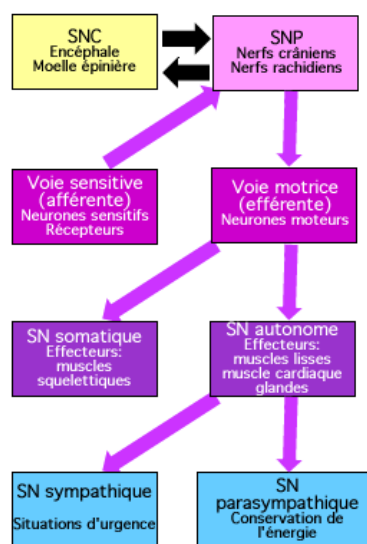 SNC
Encéphale
Moelle épinière
SNP
Nerfs crâniens
Nerfs rachidiens
Voie sensitive
(afférente)
Neurones sensitifs
Récepteurs
Voie motrice
(efférente)
Neurones moteurs
SN somatique
Effecteurs:
muscles
squelettiques
SN autonome
Effecteurs:
muscles lisses
muscle cardiaque
glandes
SN sympathique
Situations d'urgence
SN
parasympathique
Conservation de
l'énergie